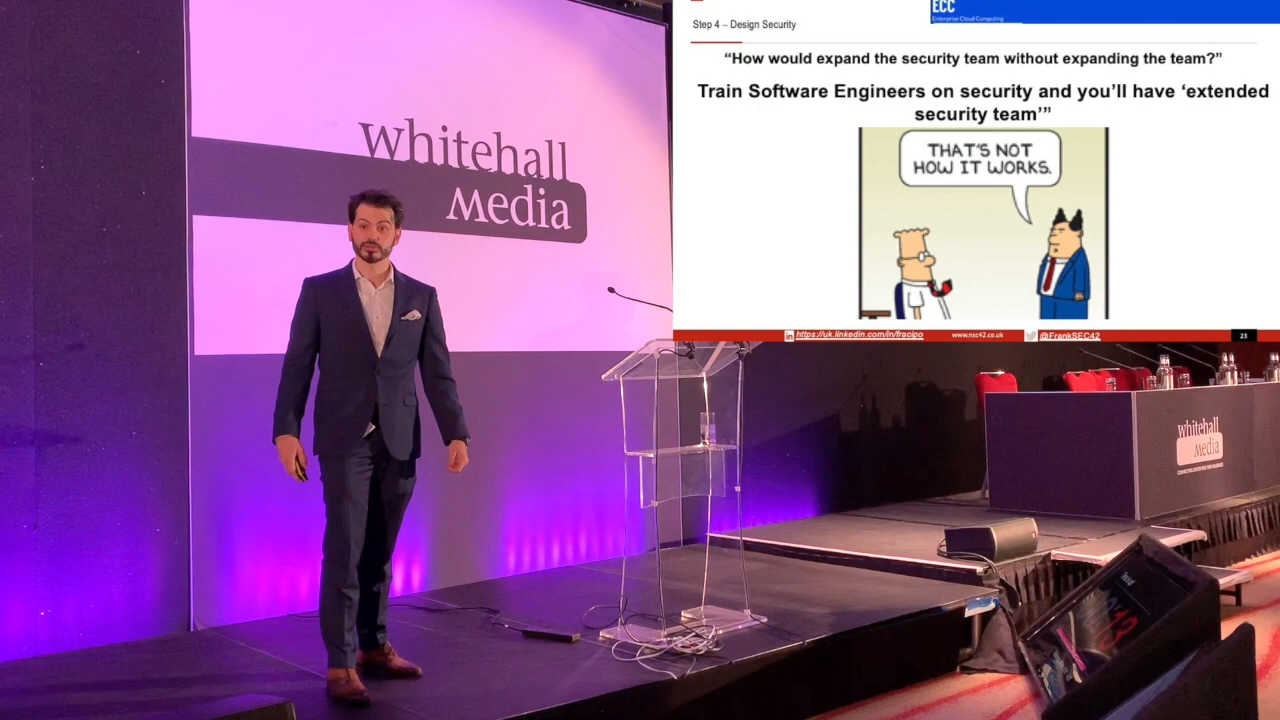 whitehall
media
ECC
Enterprise Cloud Computing
Step 4 – Design Security
“How would expand the security team without expanding the team?”
Train Software Engineers on security and you’ll have ‘extended
security team’”
THAT'S NOT
HOW IT WORKS.
https://uk.linkedin.com/in/fracipo
www.nsc42.co.uk
@FrankSEC42
23
whitehall
media